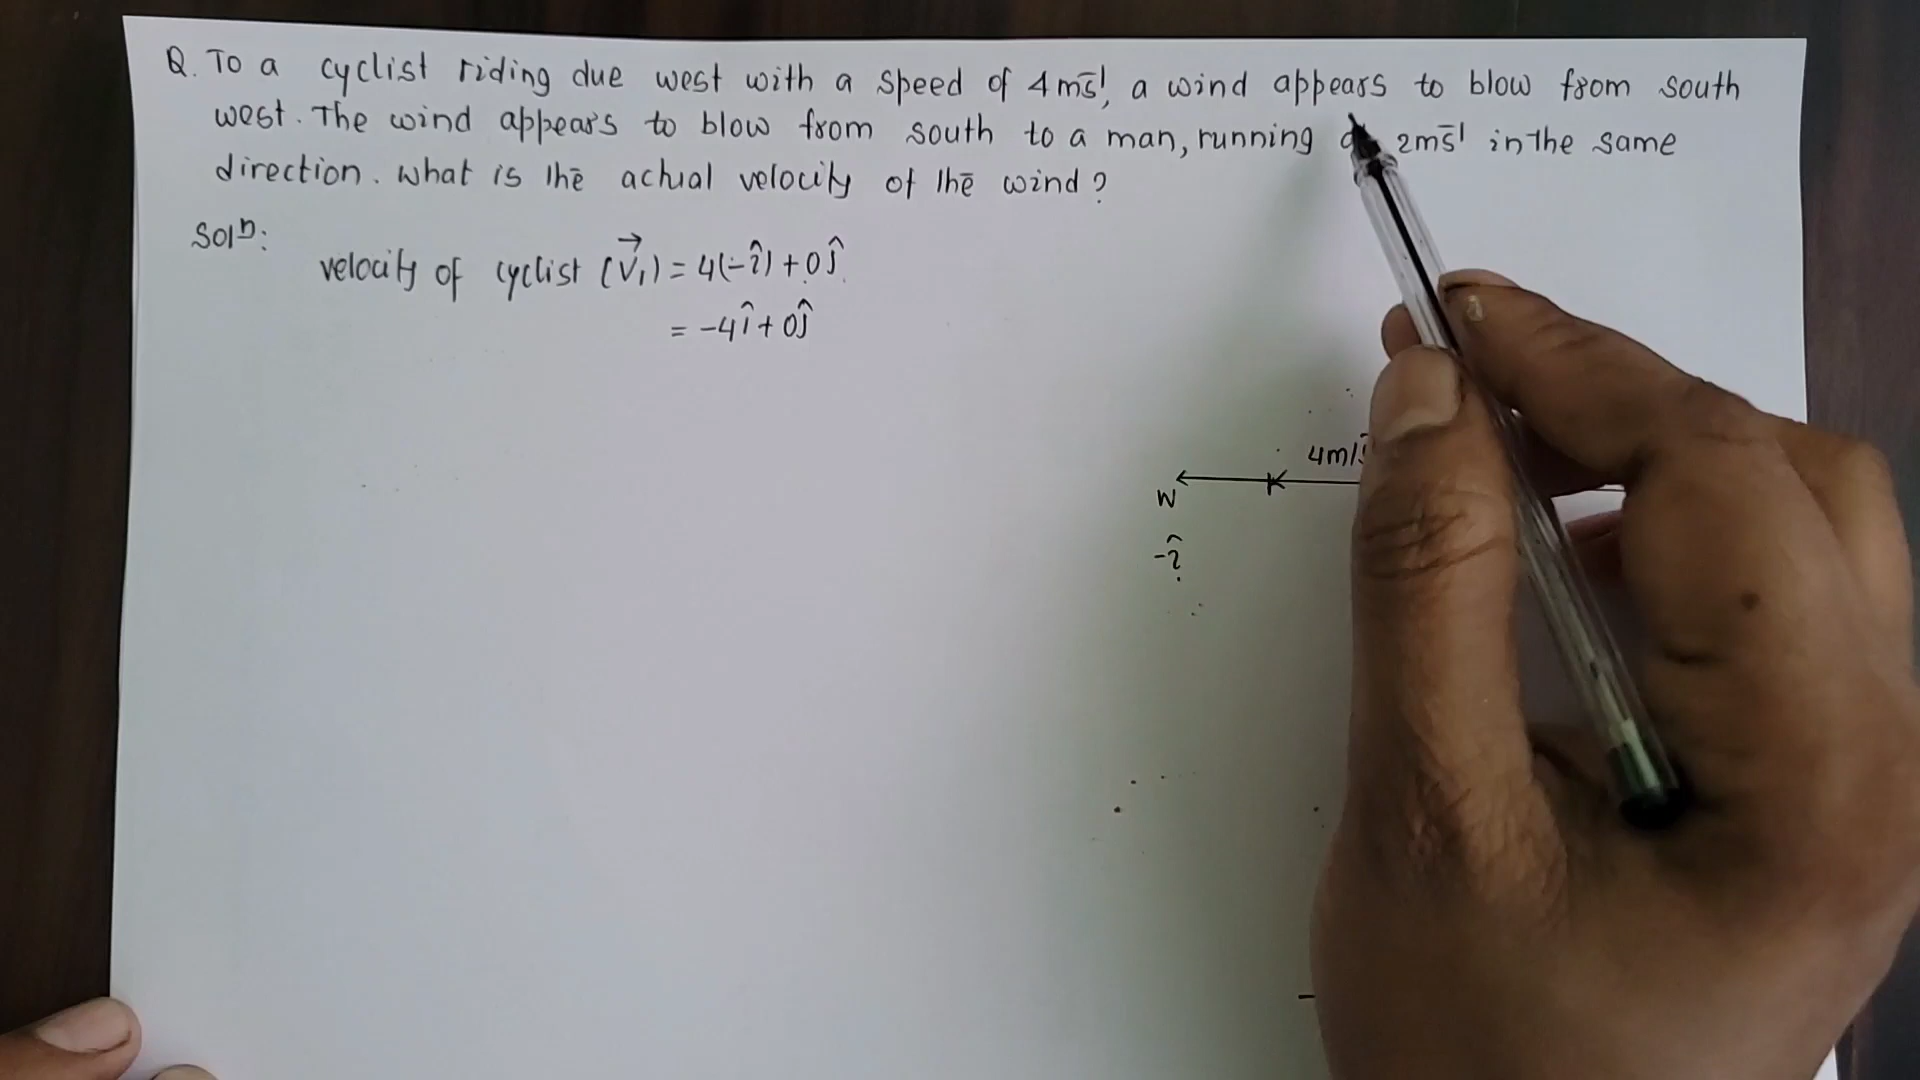 Q. To a cyclist riding due west with a speed of 4ms⁻¹, a wind appears to blow from south
west. The wind appears to blow from south to a man, running 2ms⁻¹ in the same
direction. what is the actual velocity of the wind?
Solⁿ:
velocity of cyclist (V⃗₁) = 4(-î) + 0ĵ
= -4î + 0ĵ
4m/s
W
-î